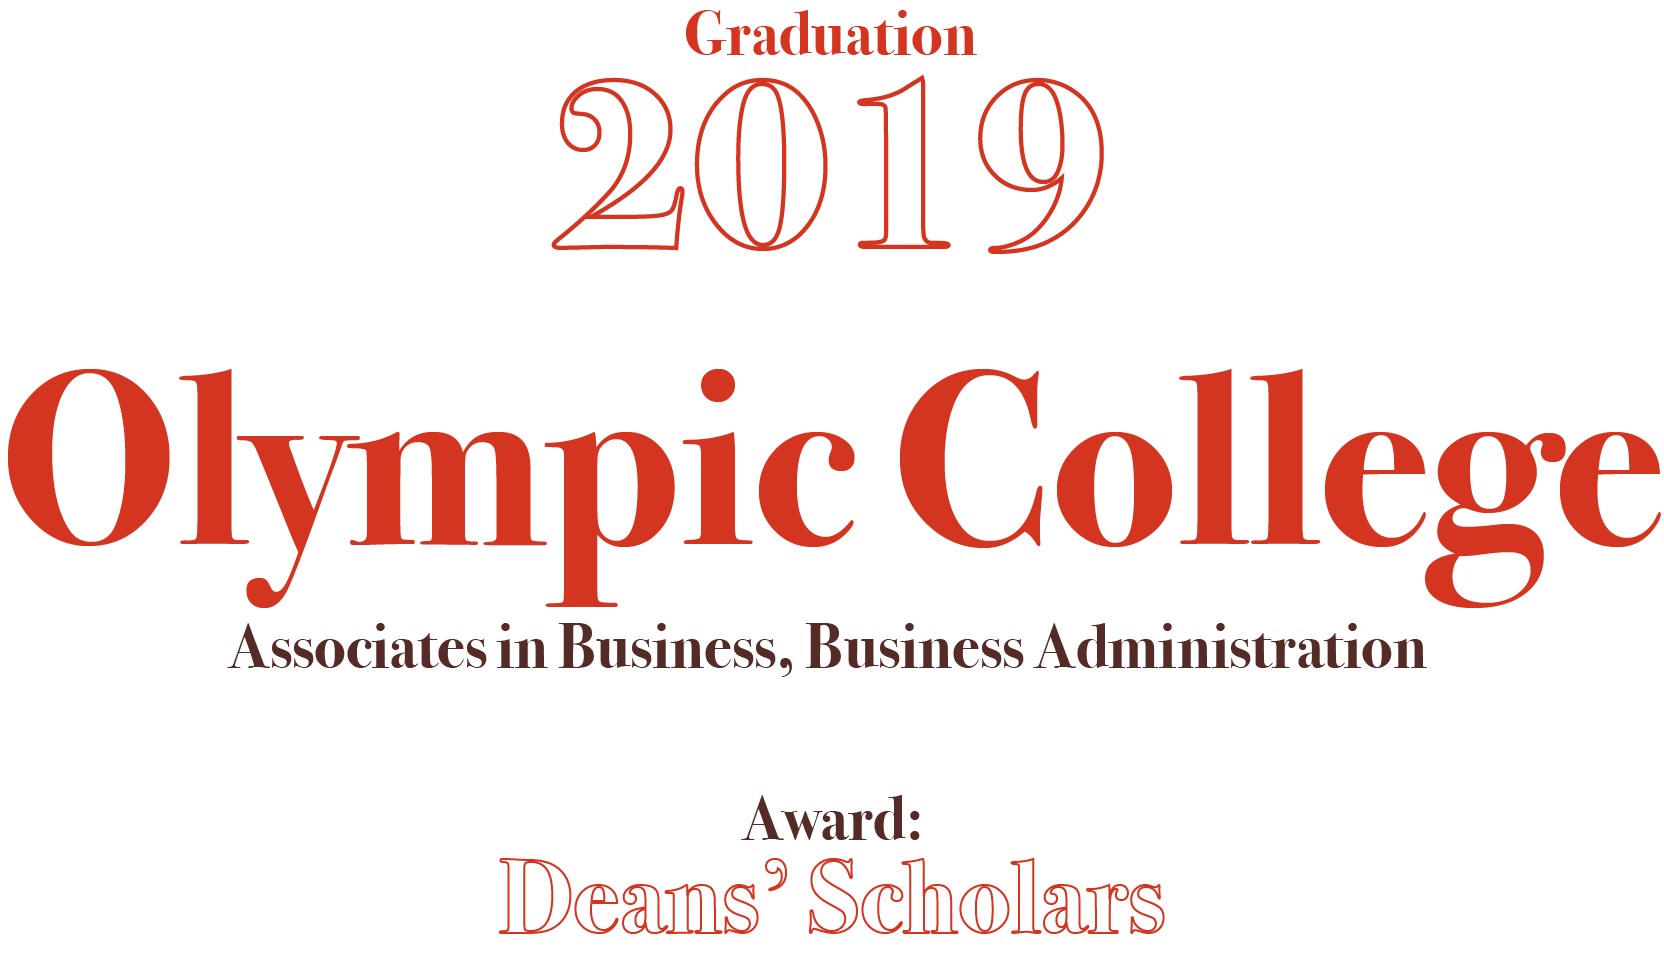 Graduation
2019
Olympic College
Associates in Business, Business Administration
Award:
Deans’ Scholars